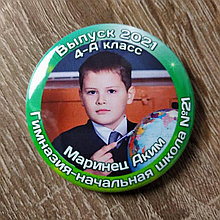 Выпуск 2021
4-А класс
Маринец Аким
Гимназия-начальная школа №21